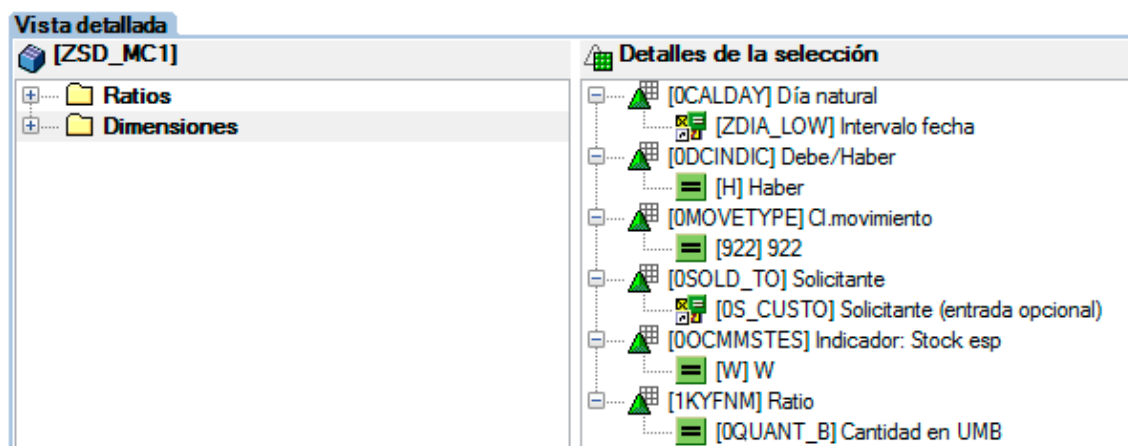 Vista detallada
[ZSD_MC1]
Ratios
Dimensiones
Detalles de la selección
[0CALDAY] Día natural
[ZDIA_LOW] Intervalo fecha
[0DCINDIC] Debe/Haber
[H] Haber
[0MOVETYPE] Cl.movimiento
[922] 922
[0SOLD_TO] Solicitante
[0S_CUSTO] Solicitante (entrada opcional)
[0OCMMSTES] Indicador: Stock esp
[W] W
[1KYFNM] Ratio
[0QUANT_B] Cantidad en UMB